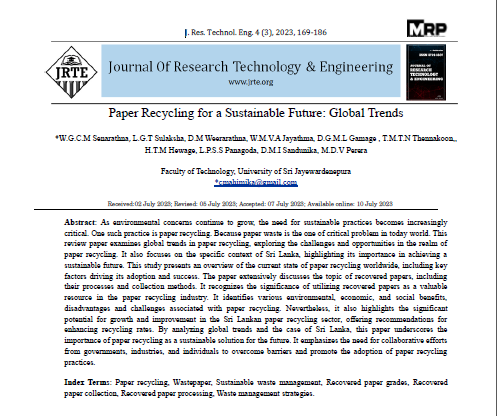 J. Res. Technol. Eng. 4 (3), 2023, 169-186
MRP
JRTE
Journal Of Research Technology & Engineering
www.jrte.org
JOURNAL OF
RESEARCH
TECHNOLOGY
& ENGINEERING
Paper Recycling for a Sustainable Future: Global Trends
*W.G.C.M Senarathna, L.G.T Sulaksha, D.M Weerarathna, W.M.V.A Jayathma, D.G.M.L Gamage , T.M.T.N Thennakoon,,
H.T.M Hewage, L.P.S.S Panagoda, D.M.I Sandunika, M.D.V Perera
Faculty of Technology, University of Sri Jayewardenepura
*cmahimika@gmail.com
Received:02 July 2023; Revised: 05 July 2023; Accepted: 07 July 2023; Available online: 10 July 2023
Abstract: As environmental concerns continue to grow, the need for sustainable practices becomes increasingly
critical. One such practice is paper recycling. Because paper waste is the one of critical problem in today world. This
review paper examines global trends in paper recycling, exploring the challenges and opportunities in the realm of
paper recycling. It also focuses on the specific context of Sri Lanka, highlighting its importance in achieving a
sustainable future. This study presents an overview of the current state of paper recycling worldwide, including key
factors driving its adoption and success. The paper extensively discusses the topic of recovered papers, including
their processes and collection methods. It recognizes the significance of utilizing recovered papers as a valuable
resource in the paper recycling industry. It identifies various environmental, economic, and social benefits,
disadvantages and challenges associated with paper recycling. Nevertheless, it also highlights the significant
potential for growth and improvement in the Sri Lankan paper recycling sector, offering recommendations for
enhancing recycling rates. By analyzing global trends and the case of Sri Lanka, this paper underscores the
importance of paper recycling as a sustainable solution for the future. It emphasizes the need for collaborative efforts
from governments, industries, and individuals to overcome barriers and promote the adoption of paper recycling
practices.
Index Terms: Paper recycling, Wastepaper, Sustainable waste management, Recovered paper grades, Recovered
paper collection, Recovered paper processing, Waste management strategies.